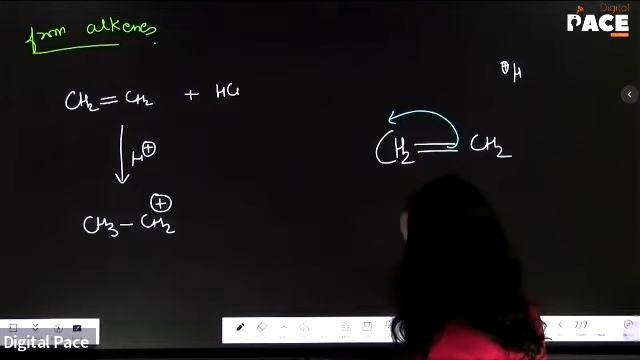 from alkenes.
Digital
PACE
CH₂=CH₂ + HCl
⊕H
H⊕
CH₂=CH₂
CH₃-CH₂⊕
7/7
Digital Pace